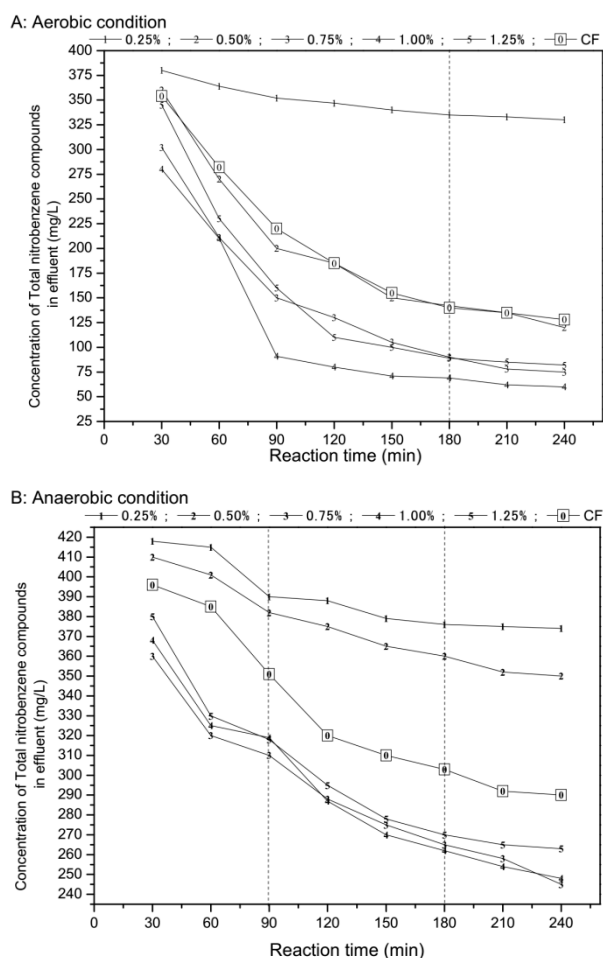 A: Aerobic condition
1 0.25% ; 2 0.50% ; 3 0.75% ; 4 1.00% ; 5 1.25% ; 0 CF
400
375
350
325
300
275
250
225
200
175
150
125
100
75
50
25
Concentration of Total nitrobenzene compounds
in effluent (mg/L)
0 30 60 90 120 150 180 210 240
Reaction time (min)
B: Anaerobic condition
1 0.25% ; 2 0.50% ; 3 0.75% ; 4 1.00% ; 5 1.25% ; 0 CF
420
410
400
390
380
370
360
350
340
330
320
310
300
290
280
270
260
250
240
Concentration of Total nitrobenzene compounds
in effluent (mg/L)
0 30 60 90 120 150 180 210 240
Reaction time (min)